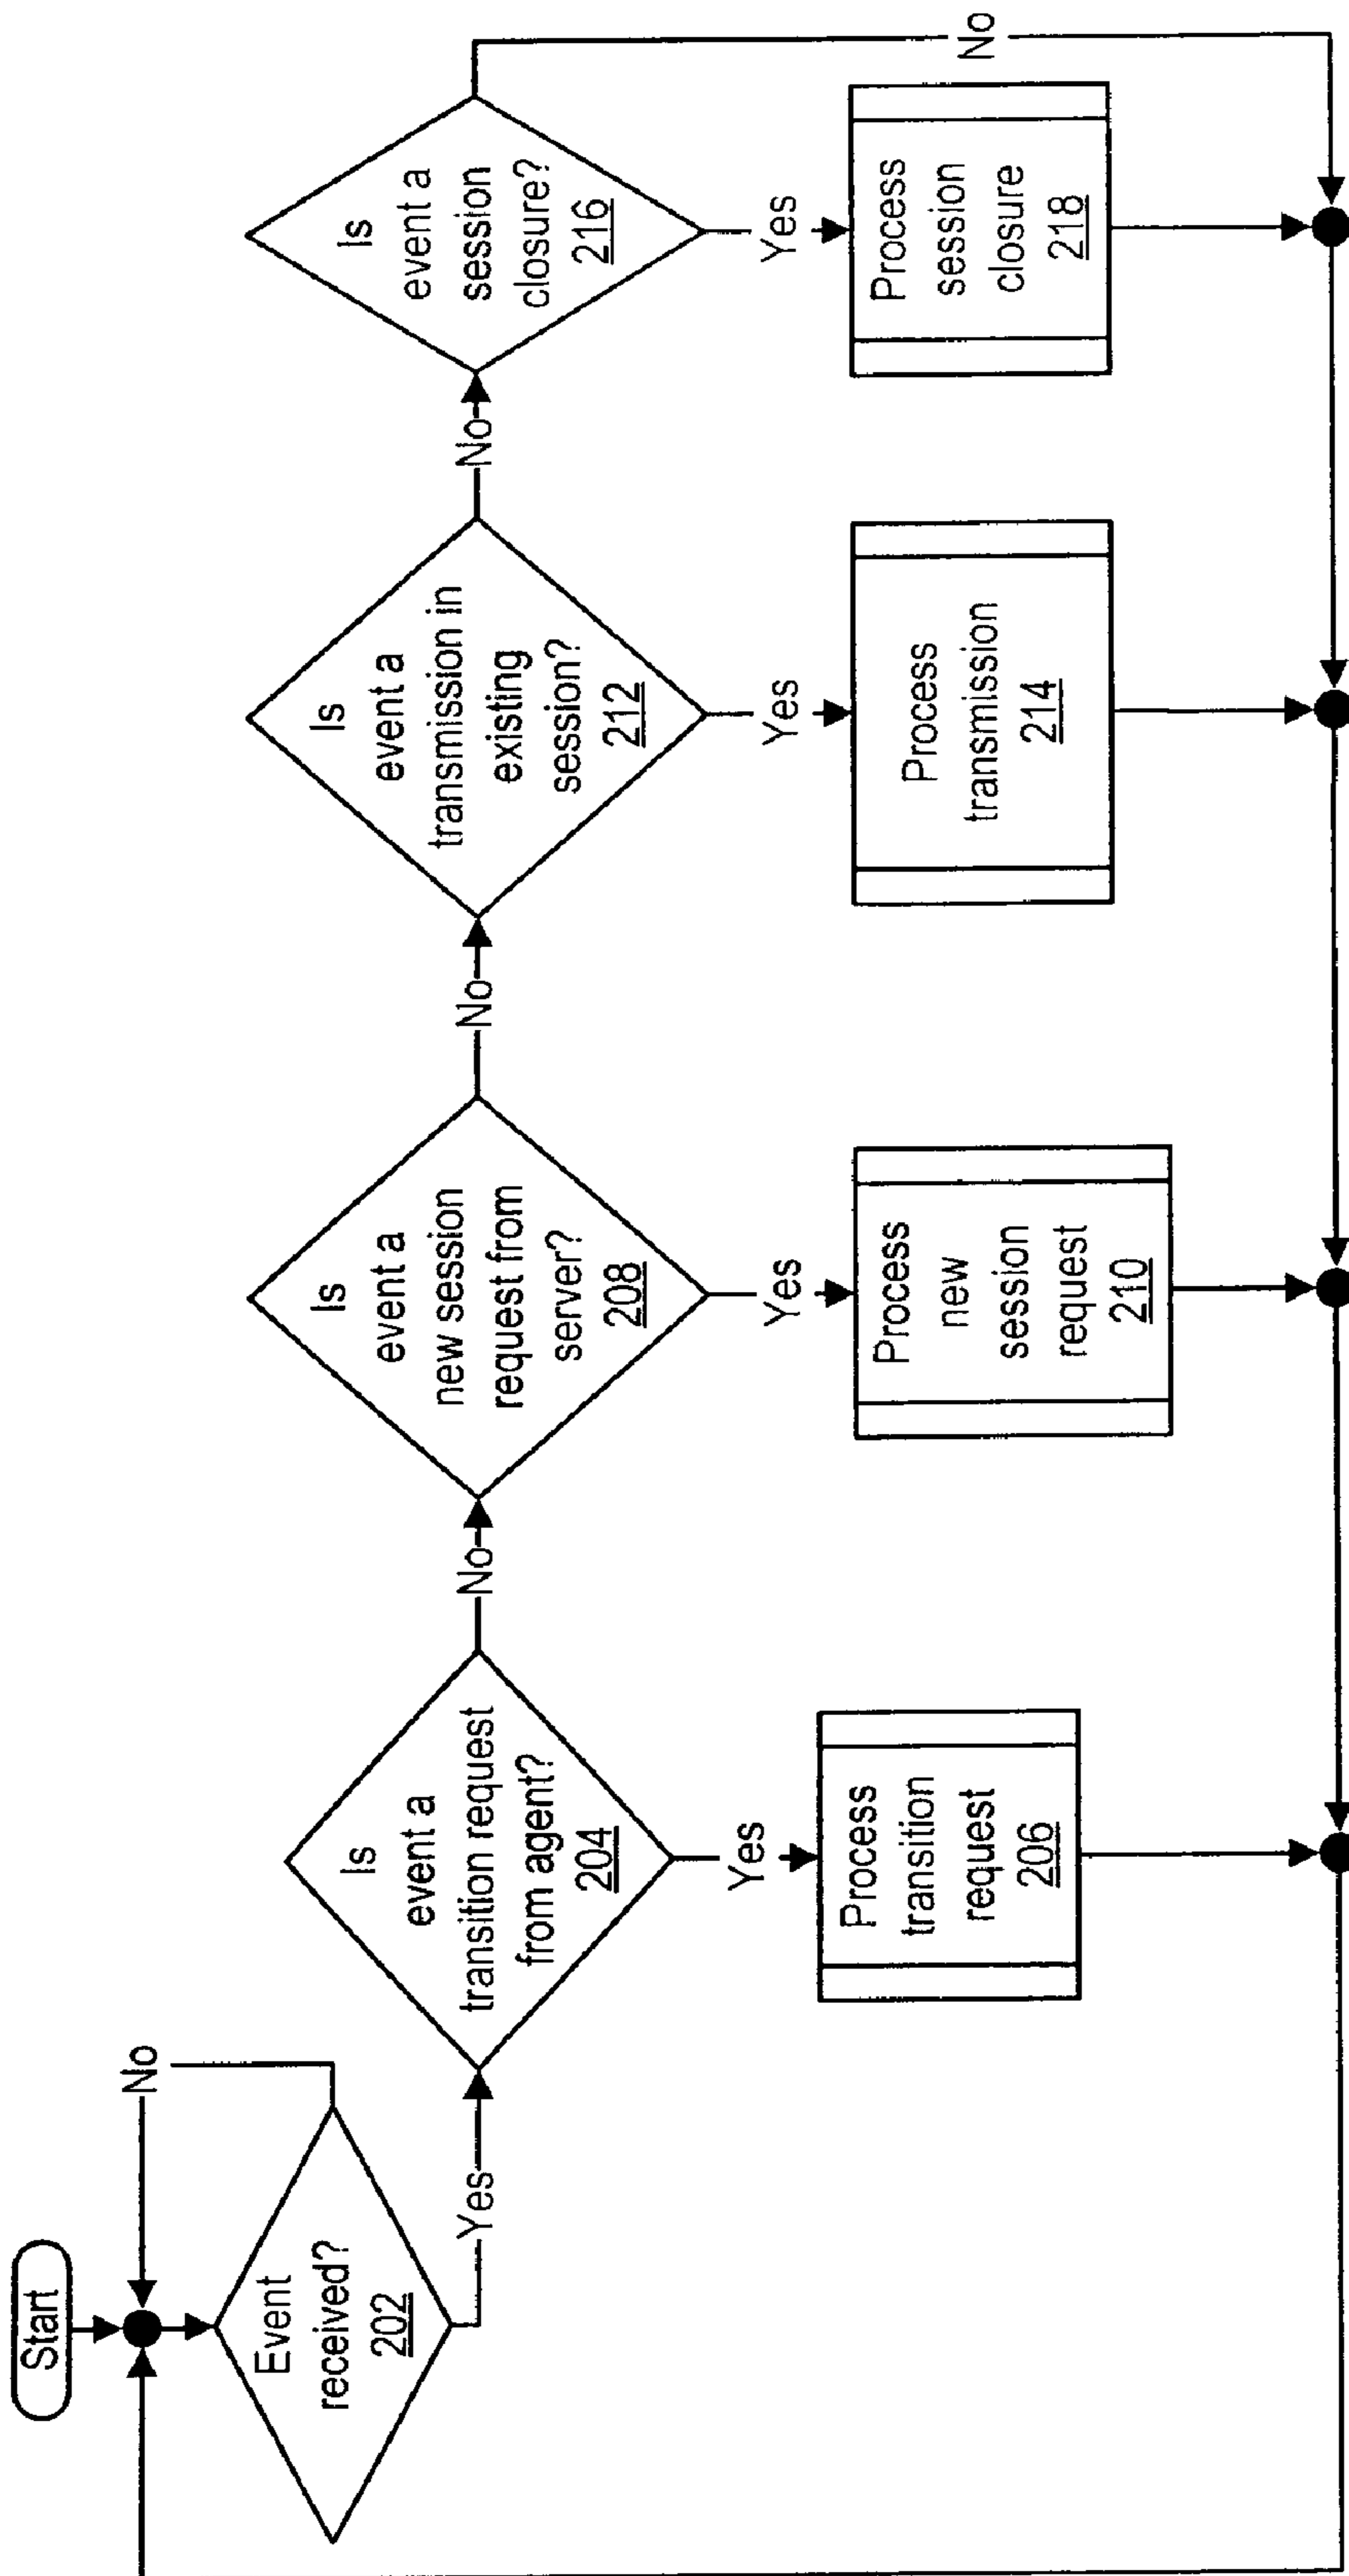 Start
Event
received?
202
No
Yes
Is
event a
transition request
from agent?
204
No
Yes
Process
transition
request
206
Is
event a
new session
request from
server?
208
No
Yes
Process
new
session
request
210
Is
event a
transmission in
existing
session?
212
No
Yes
Process
transmission
214
Is
event a
session
closure?
216
No
Yes
Process
session
closure
218